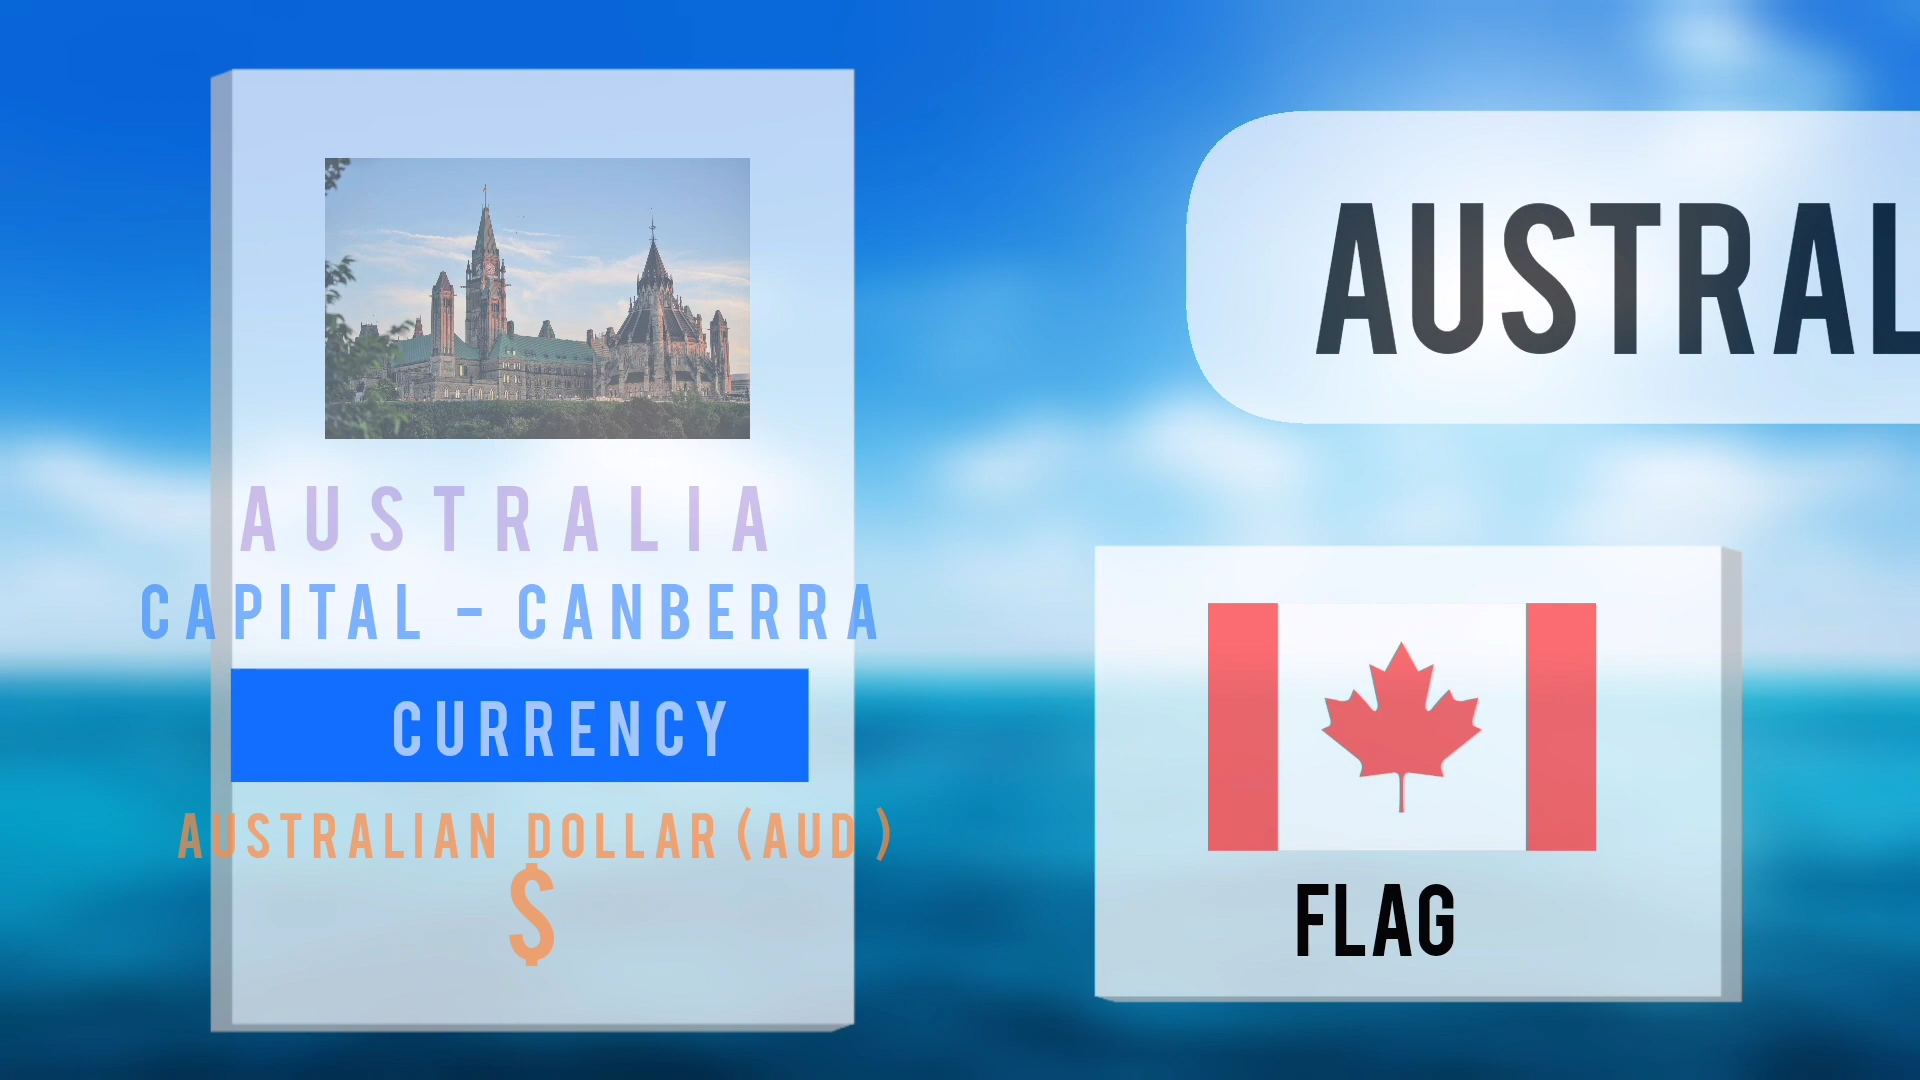 AUSTRAL
AUSTRALIA
CAPITAL - CANBERRA
CURRENCY
AUSTRALIAN DOLLAR (AUD)
$
FLAG